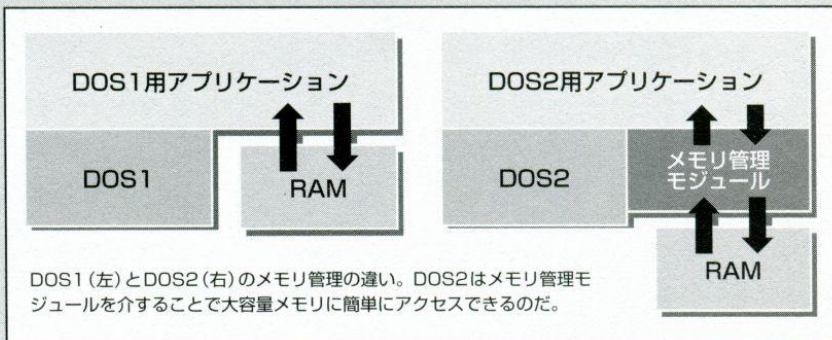 DOS1用アプリケーション
DOS1
RAM
DOS2用アプリケーション
DOS2
メモリ管理
モジュール
RAM
DOS1(左)とDOS2(右)のメモリ管理の違い。DOS2はメモリ管理モ
ジュールを介することで大容量メモリに簡単にアクセスできるのだ。